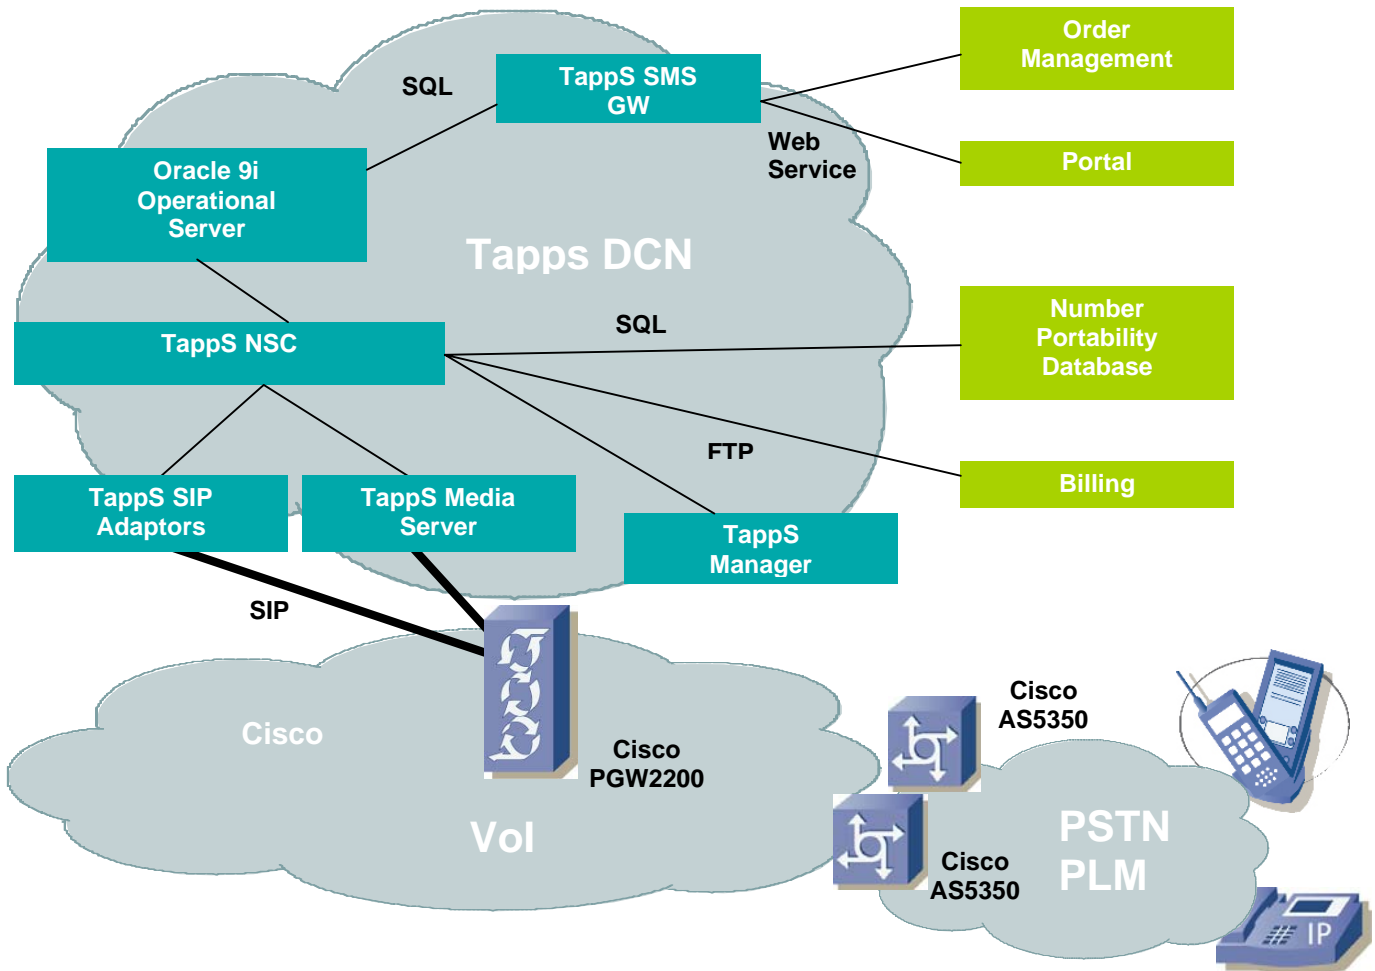 Order
Management
SQL
TappS SMS
GW
Web
Service
Portal
Oracle 9i
Operational
Server
Tapps DCN
Number
Portability
Database
SQL
TappS NSC
FTP
Billing
TappS SIP
Adaptors
TappS Media
Server
TappS
Manager
SIP
Cisco
Cisco
PGW2200
Cisco
AS5350
VoI
PSTN
PLM
Cisco
AS5350
IP